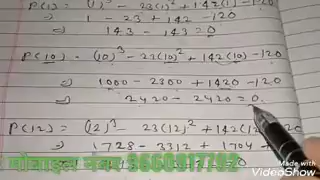 P(1) = (1)³ - 23(1)² + 142(1) - 120
1 - 23 + 142 - 120
⇒ 143 - 143 = 0
P(10) = (10)³ - 23(10)² + 142(10) - 120
⇒ 1000 - 2300 + 1420 - 120
⇒ 2420 - 2420 = 0
P(12) = (12)³ - 23(12)² + 142(12) - 120
⇒ 1728 - 3312 + 1704 -
Made With
VivaVideo